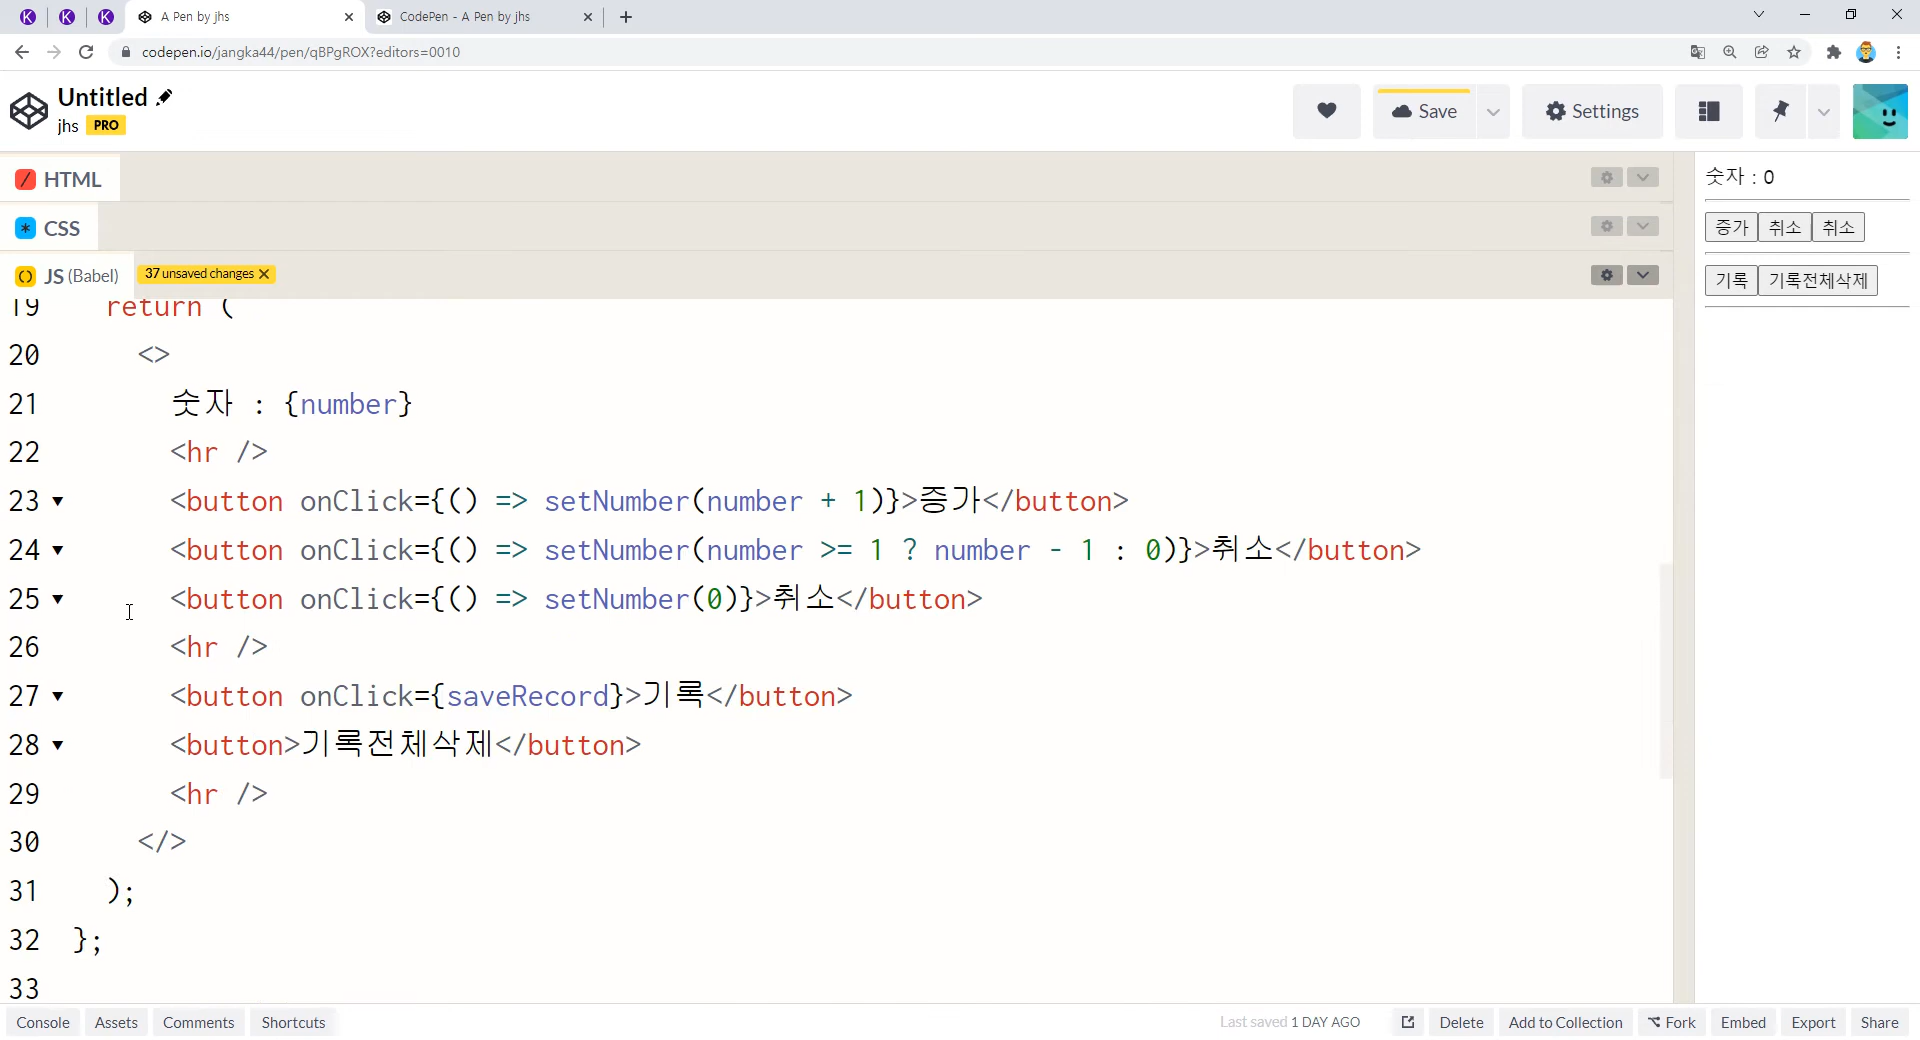 A Pen by jhs
CodePen - A Pen by jhs
codepen.io/jangka44/pen/qBPgROX?editors=0010
Untitled
jhs PRO
Save
Settings
HTML
CSS
JS (Babel) 37 unsaved changes
19 return (
20 <>
21 숫자 : {number}
22 <hr />
23 <button onClick={() => setNumber(number + 1)}>증가</button>
24 <button onClick={() => setNumber(number >= 1 ? number - 1 : 0)}>취소</button>
25 <button onClick={() => setNumber(0)}>취소</button>
26 <hr />
27 <button onClick={saveRecord}>기록</button>
28 <button>기록전체삭제</button>
29 <hr />
30 </>
31 );
32 };
33
숫자 : 0
증가 취소 취소
기록 기록전체삭제
Console Assets Comments Shortcuts Last saved 1 DAY AGO Delete Add to Collection Fork Embed Export Share